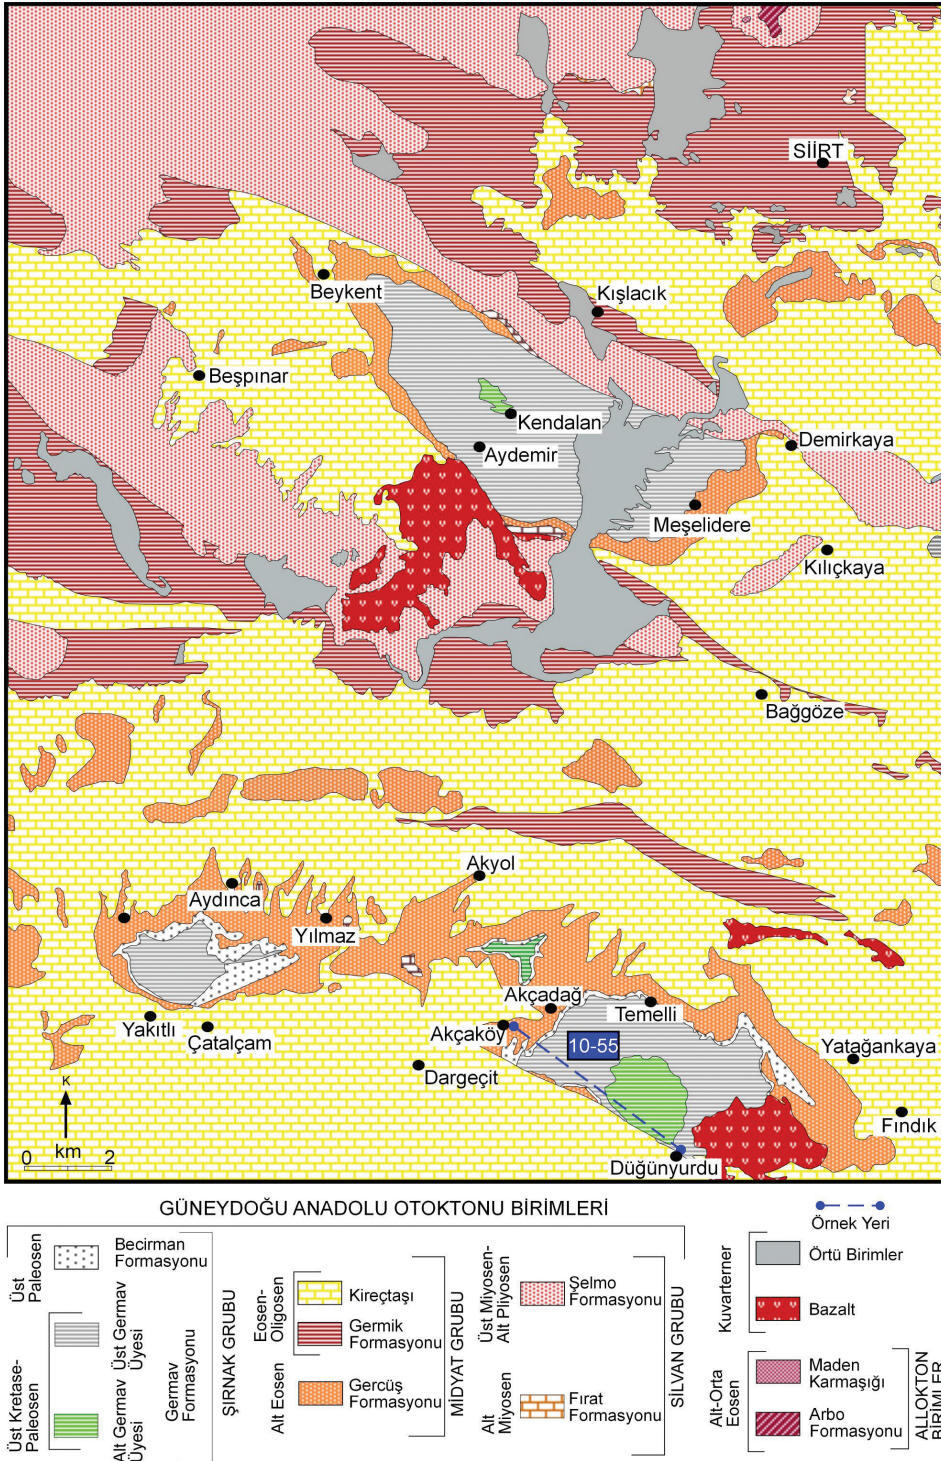 SİİRT
Beykent
Kışlacık
Beşpınar
Kendalan
Demirkaya
Aydemir
Meşelidere
Kılıçkaya
Bağgöze
Akyol
Aydınca
Yılmaz
Akçadağ
Temelli
Yakıtlı
Akçaköy
Çatalçam
10-55
Yatağankaya
Dargeçit
K
Fındık
km
0 2
Düğünyurdu
GÜNEYDOĞU ANADOLU OTOKTONU BİRİMLERİ
Üst
Paleosen
Becirman
Formasyonu
Üst Kretase-
Paleosen
Üst Germav
Üyesi
Alt Germav
Üyesi
Germav
Formasyonu
ŞIRNAK GRUBU
Eosen-
Oligosen
Kireçtaşı
Germik
Formasyonu
Alt Eosen
Gercüş
Formasyonu
MİDYAT GRUBU
Üst Miyosen-
Alt Pliyosen
Şelmo
Formasyonu
Alt
Miyosen
Fırat
Formasyonu
SİLVAN GRUBU
Örnek Yeri
Kuvarterner
Örtü Birimler
Bazalt
Alt-Orta
Eosen
Maden
Karmaşığı
Arbo
Formasyonu
ALLOKTON
BİRİMLER